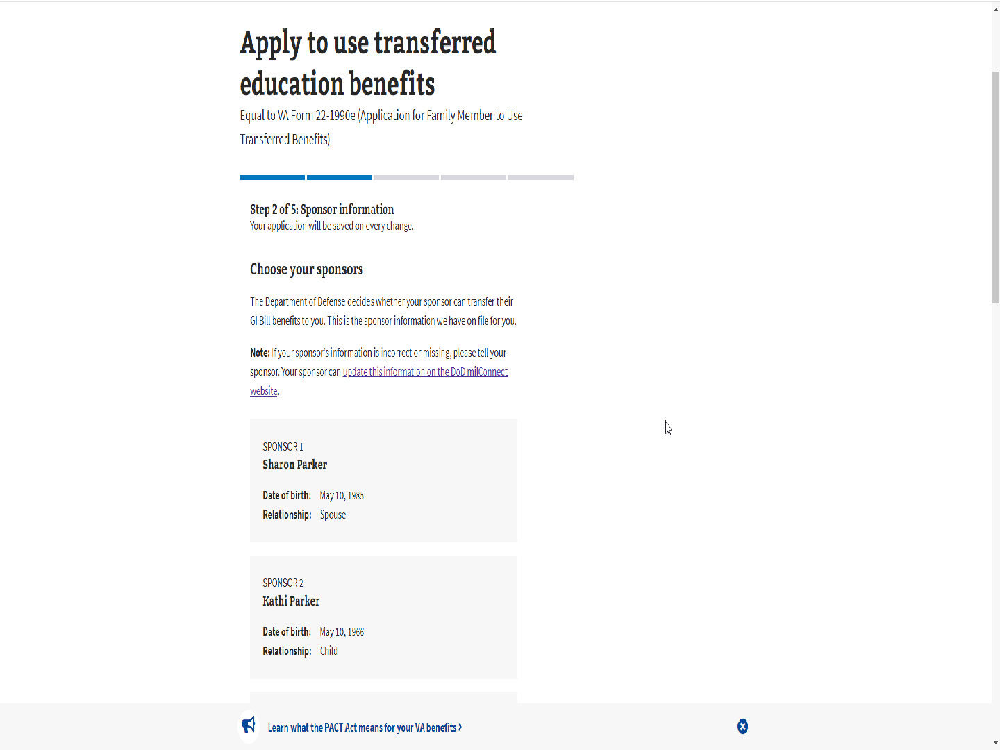 Apply to use transferred
education benefits
Equal to VA Form 22-1990e (Application for Family Member to Use
Transferred Benefits)
Step 2 of 5: Sponsor information
Your application will be saved on every change.
Choose your sponsors
The Department of Defense decides whether your sponsor can transfer their
GI Bill benefits to you. This is the sponsor information we have on file for you.
Note: If your sponsor's information is incorrect or missing, please tell your
sponsor. Your sponsor can update this information on the DoD milConnect
website.
SPONSOR 1
Sharon Parker
Date of birth: May 10, 1985
Relationship: Spouse
SPONSOR 2
Kathi Parker
Date of birth: May 10, 1966
Relationship: Child
Learn what the PACT Act means for your VA benefits ›